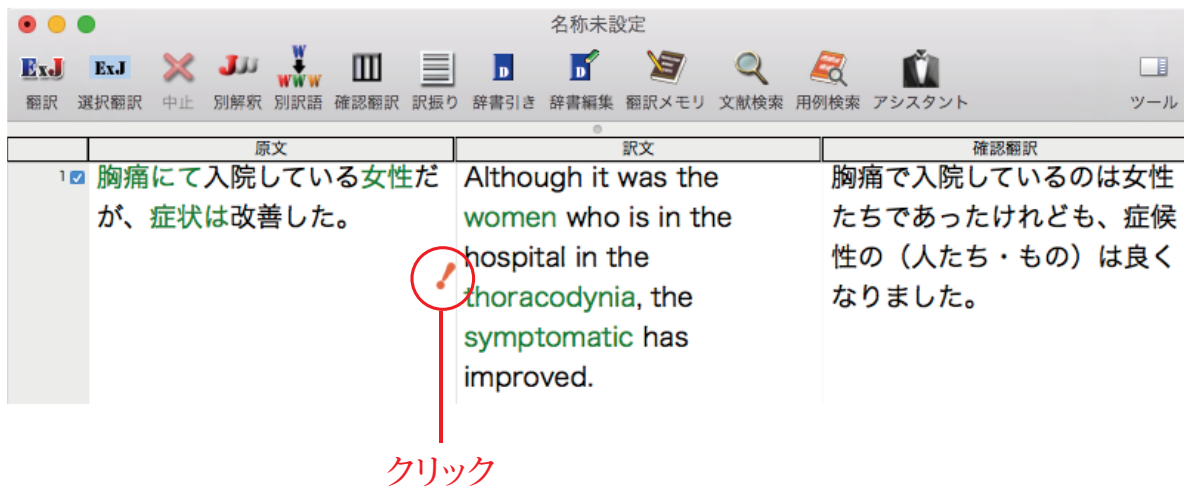 名称未設定
ExJ ExJ JJJ W WWW D D
翻訳 選択翻訳 中止 別解釈 別訳語 確認翻訳 訳振り 辞書引き 辞書編集 翻訳メモリ 文献検索 用例検索 アシスタント ツール
原文 訳文 確認翻訳
1 胸痛にて入院している女性だ
が、症状は改善した。
Although it was the
women who is in the
hospital in the
thoracodynia, the
symptomatic has
improved.
胸痛で入院しているのは女性
たちであったけれども、症候
性の（人たち・もの）は良く
なりました。
クリック